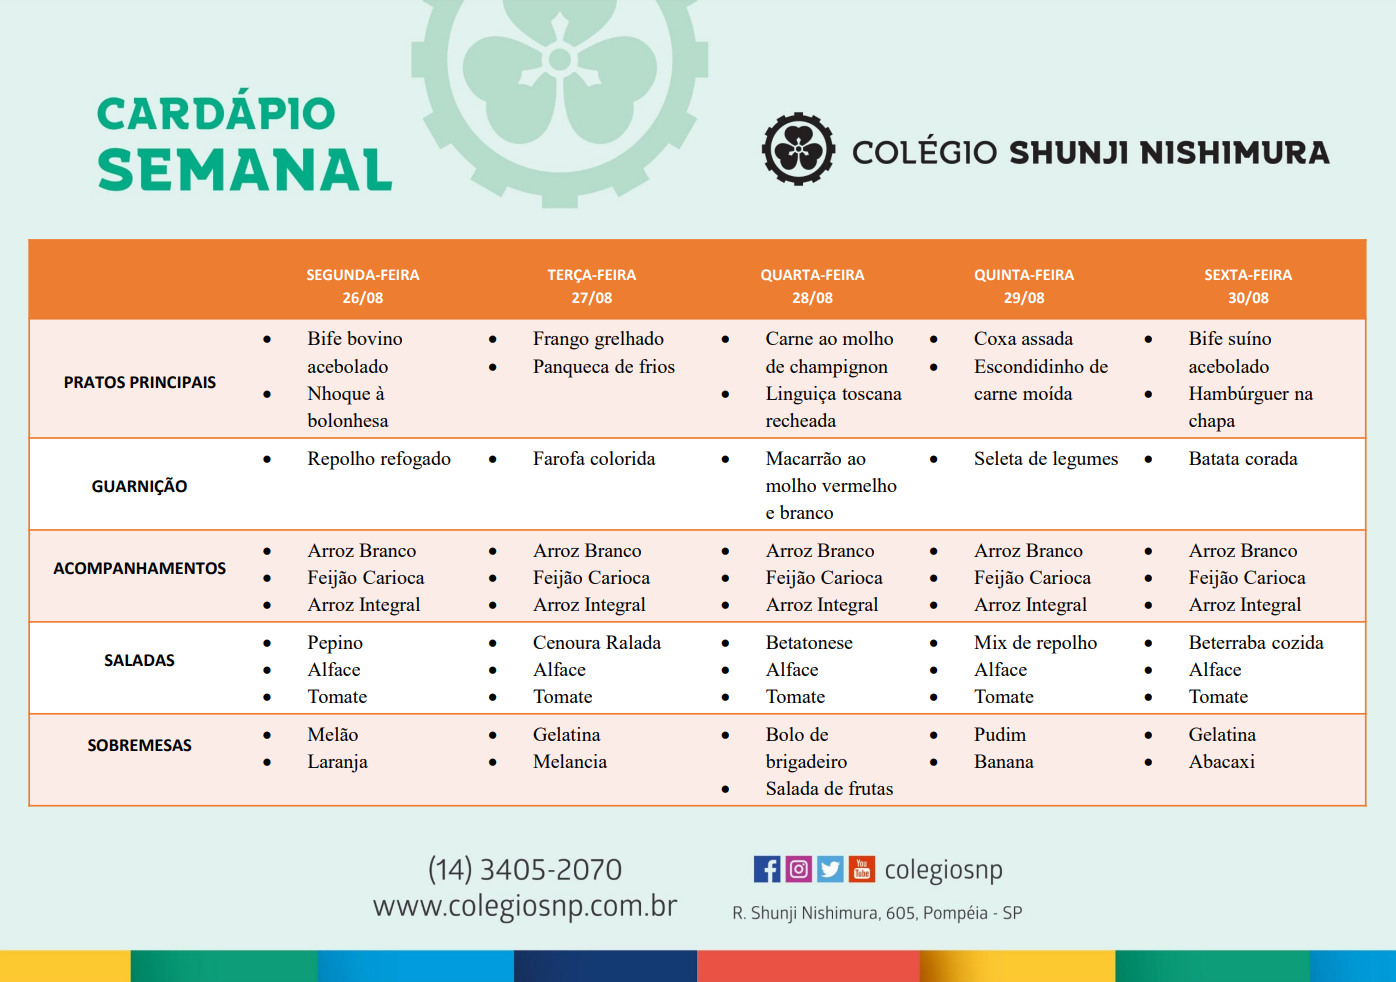 CARDÁPIO
SEMANAL
COLÉGIO SHUNJI NISHIMURA
SEGUNDA-FEIRA
26/08
TERÇA-FEIRA
27/08
QUARTA-FEIRA
28/08
QUINTA-FEIRA
29/08
SEXTA-FEIRA
30/08
PRATOS PRINCIPAIS
• Bife bovino
acebolado
• Nhoque à
bolonhesa
• Frango grelhado
• Panqueca de frios
• Carne ao molho
de champignon
• Linguiça toscana
recheada
• Coxa assada
• Escondidinho de
carne moída
• Bife suíno
acebolado
• Hambúrguer na
chapa
GUARNIÇÃO
• Repolho refogado
• Farofa colorida
• Macarrão ao
molho vermelho
e branco
• Seleta de legumes
• Batata corada
ACOMPANHAMENTOS
• Arroz Branco
• Feijão Carioca
• Arroz Integral
• Arroz Branco
• Feijão Carioca
• Arroz Integral
• Arroz Branco
• Feijão Carioca
• Arroz Integral
• Arroz Branco
• Feijão Carioca
• Arroz Integral
• Arroz Branco
• Feijão Carioca
• Arroz Integral
SALADAS
• Pepino
• Alface
• Tomate
• Cenoura Ralada
• Alface
• Tomate
• Betatonese
• Alface
• Tomate
• Mix de repolho
• Alface
• Tomate
• Beterraba cozida
• Alface
• Tomate
SOBREMESAS
• Melão
• Laranja
• Gelatina
• Melancia
• Bolo de
brigadeiro
• Salada de frutas
• Pudim
• Banana
• Gelatina
• Abacaxi
(14) 3405-2070
www.colegiosnp.com.br
You
Tube
colegiosnp
R. Shunji Nishimura, 605, Pompéia - SP